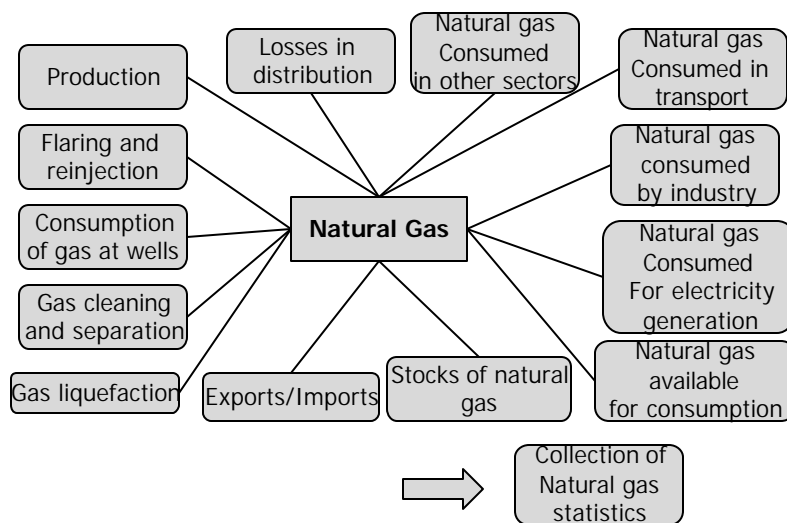 Production
Losses in
distribution
Natural gas
Consumed
in other sectors
Natural gas
Consumed in
transport
Flaring and
reinjection
Natural gas
consumed
by industry
Consumption
of gas at wells
Natural Gas
Natural gas
Consumed
For electricity
generation
Gas cleaning
and separation
Gas liquefaction
Exports/Imports
Stocks of natural
gas
Natural gas
available
for consumption
Collection of
Natural gas
statistics